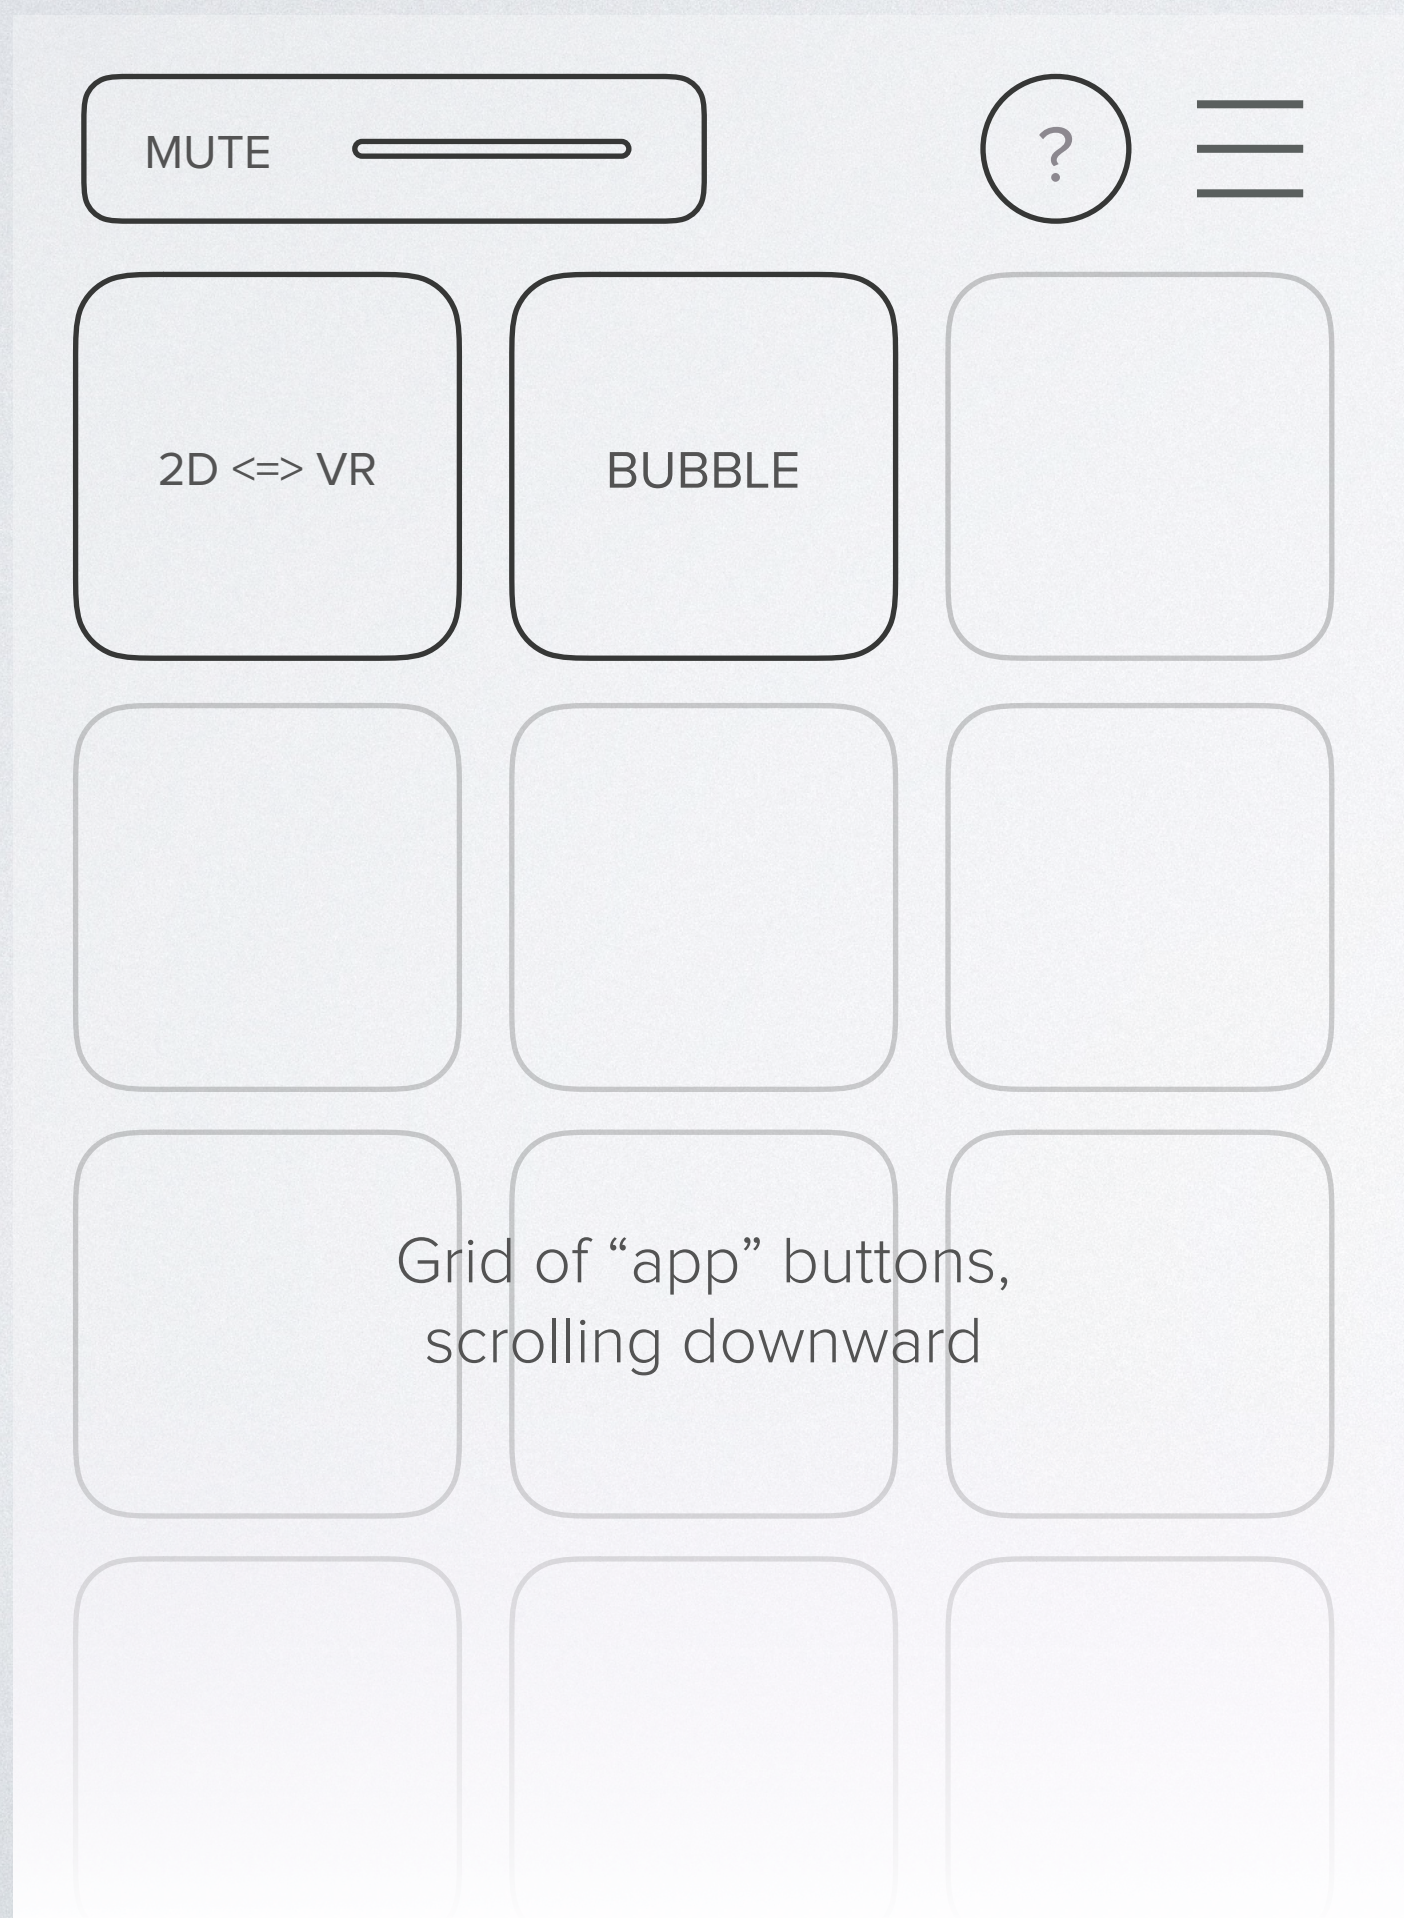 MUTE
?
2D <=> VR
BUBBLE
Grid of “app” buttons,
scrolling downward